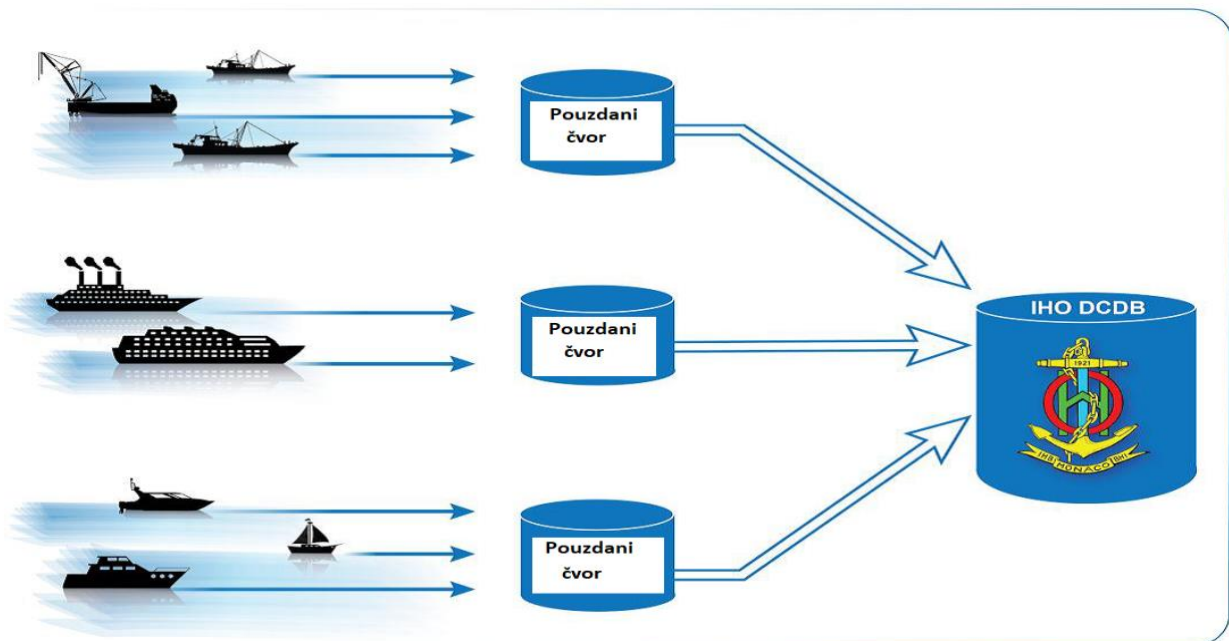 Pouzdani
čvor
IHO DCDB
Pouzdani
čvor
1921
IHB MONACO BHI
Pouzdani
čvor